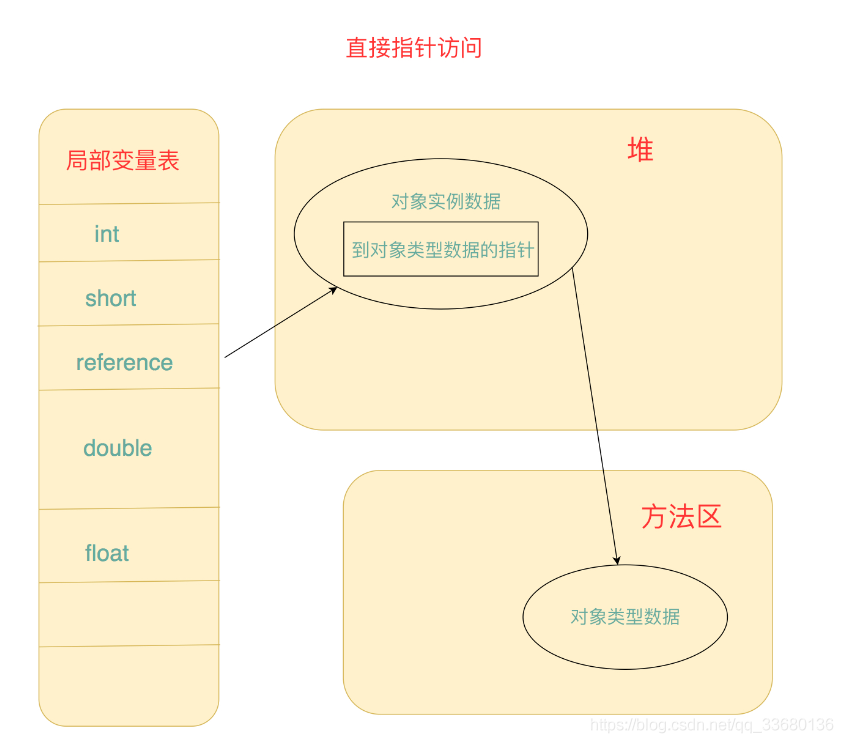 直接指针访问
局部变量表
int
short
reference
double
float
堆
对象实例数据
到对象类型数据的指针
方法区
对象类型数据
https://blog.csdn.net/qq_33680136